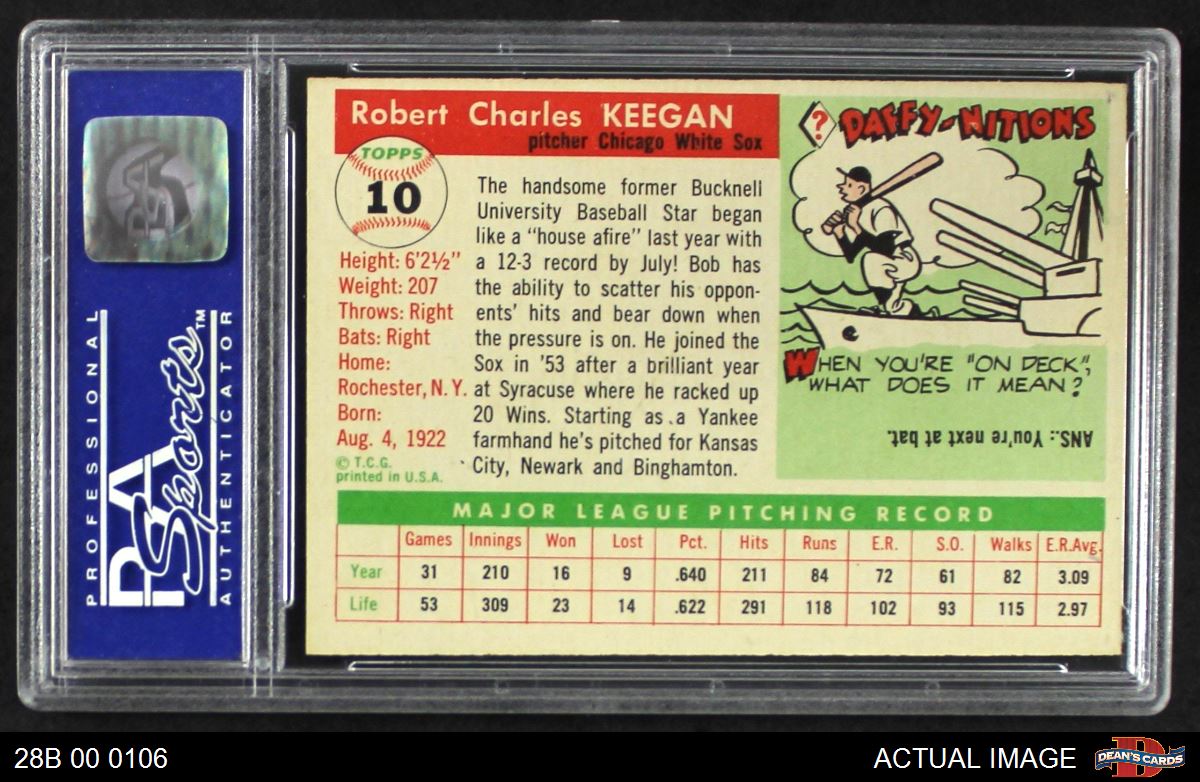 PROFESSIONAL
PSA
Sports™
AUTHENTICATOR
PSA
Robert Charles KEEGAN
pitcher Chicago White Sox
TOPPS
10
Height: 6'2½"
Weight: 207
Throws: Right
Bats: Right
Home:
Rochester, N. Y.
Born:
Aug. 4, 1922
© T.C.G.
printed in U.S.A.
The handsome former Bucknell
University Baseball Star began
like a "house afire" last year with
a 12-3 record by July! Bob has
the ability to scatter his oppon-
ents' hits and bear down when
the pressure is on. He joined the
Sox in '53 after a brilliant year
at Syracuse where he racked up
20 Wins. Starting as a Yankee
farmhand he's pitched for Kansas
City, Newark and Binghamton.
? DAFFY-NITIONS
WHEN YOU'RE "ON DECK",
WHAT DOES IT MEAN?
ANS.: You're next at bat.
MAJOR LEAGUE PITCHING RECORD
Games Innings Won Lost Pct. Hits Runs E.R. S.O. Walks E.R.Avg.
Year 31 210 16 9 .640 211 84 72 61 82 3.09
Life 53 309 23 14 .622 291 118 102 93 115 2.97
28B 00 0106
ACTUAL IMAGE
D
DEAN'S CARDS